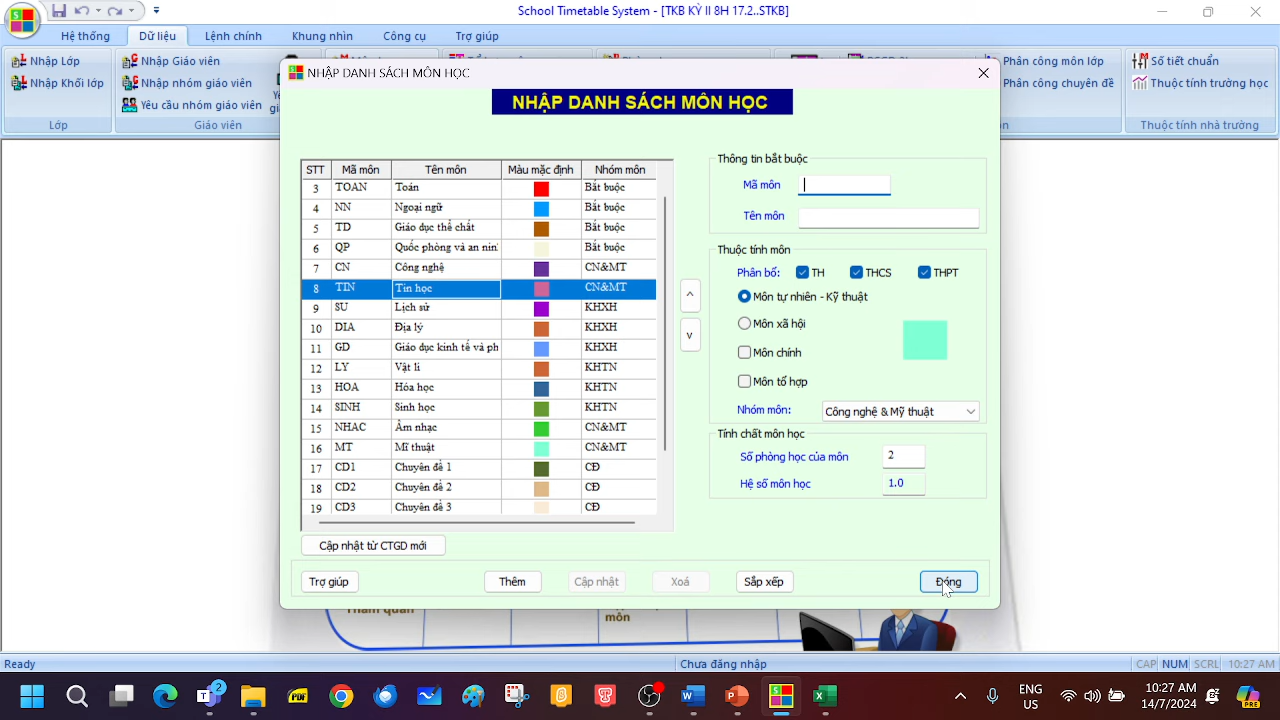 School Timetable System - [TKB KỲ II 8H 17.2..STKB]
Hệ thống Dữ liệu Lệnh chính Khung nhìn Công cụ Trợ giúp
Nhập Lớp Nhập Giáo viên Phân công môn lớp Sổ tiết chuẩn
Nhập Khối lớp Nhập nhóm giáo viên Phân công chuyên đề Thuộc tính trường học
Yêu cầu nhóm giáo viên
Lớp Giáo viên Thuộc tính nhà trường
NHẬP DANH SÁCH MÔN HỌC
NHẬP DANH SÁCH MÔN HỌC
STT Mã môn Tên môn Màu mặc định Nhóm môn
3 TOAN Toán Bắt buộc
4 NN Ngoại ngữ Bắt buộc
5 TD Giáo dục thể chất Bắt buộc
6 QP Quốc phòng và an nin Bắt buộc
7 CN Công nghệ CN&MT
8 TIN Tin học CN&MT
9 SU Lịch sử KHXH
10 DIA Địa lý KHXH
11 GD Giáo dục kinh tế và ph KHXH
12 LY Vật lí KHTN
13 HOA Hóa học KHTN
14 SINH Sinh học KHTN
15 NHAC Âm nhạc CN&MT
16 MT Mĩ thuật CN&MT
17 CD1 Chuyên đề 1 CĐ
18 CD2 Chuyên đề 2 CĐ
19 CD3 Chuyên đề 3 CĐ
Cập nhật từ CTGD mới
Thông tin bắt buộc
Mã môn
Tên môn
Thuộc tính môn
Phân bố: TH THCS THPT
Môn tự nhiên - Kỹ thuật
Môn xã hội
Môn chính
Môn tổ hợp
Nhóm môn: Công nghệ & Mỹ thuật
Tính chất môn học
Số phòng học của môn 2
Hệ số môn học 1.0
Trợ giúp Thêm Cập nhật Xoá Sắp xếp Đóng
Tham quan
môn
Ready Chưa đăng nhập CAP NUM SCRL 10:27 AM
ENG
US
10:27 AM
14/7/2024